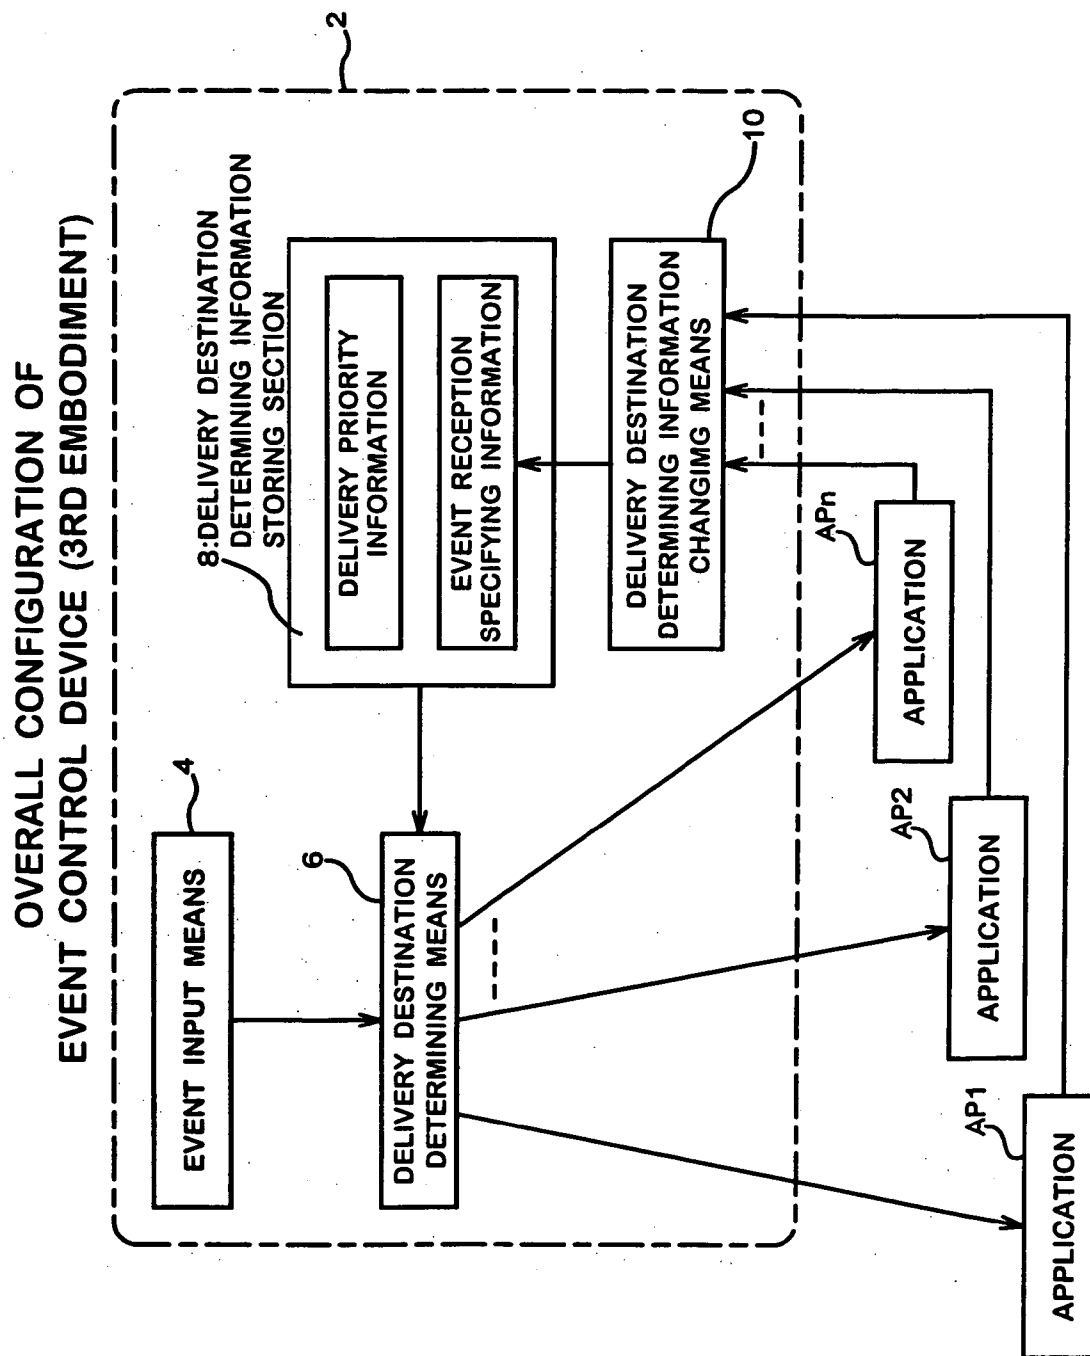 OVERALL CONFIGURATION OF
EVENT CONTROL DEVICE (3RD EMBODIMENT)
2
EVENT INPUT MEANS
4
8:DELIVERY DESTINATION
DETERMINING INFORMATION
STORING SECTION
DELIVERY PRIORITY
INFORMATION
EVENT RECEPTION
SPECIFYING INFORMATION
6
DELIVERY DESTINATION
DETERMINING MEANS
DELIVERY DESTINATION
DETERMINING INFORMATION
CHANGIMG MEANS
10
APn
APPLICATION
AP2
APPLICATION
AP1
APPLICATION